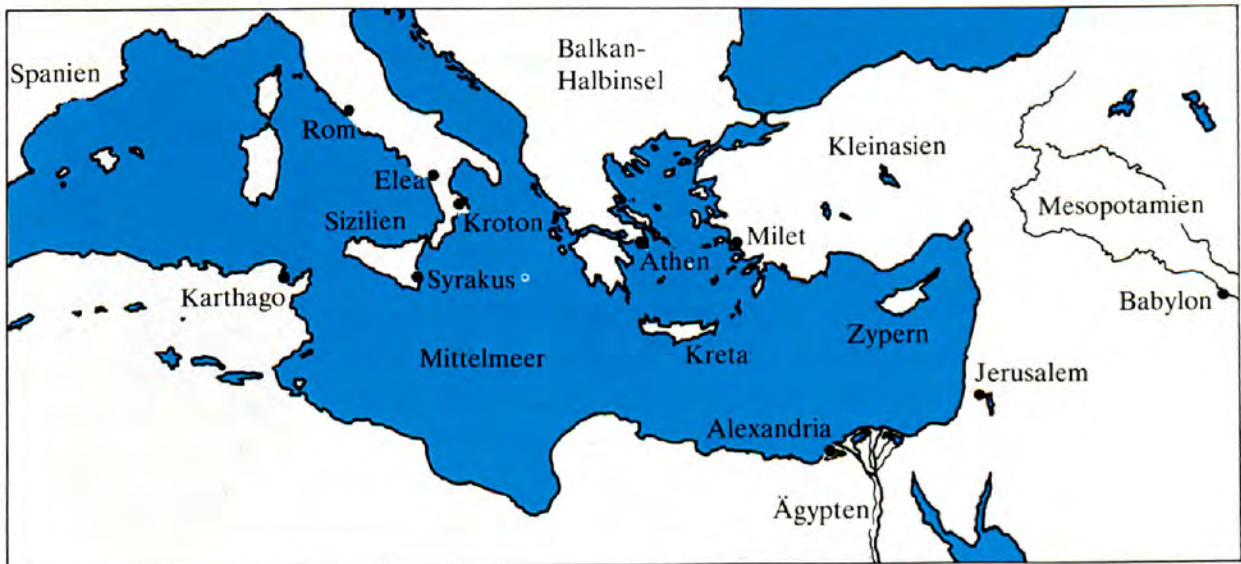 Balkan-
Halbinsel
Spanien
Rom
Kleinasien
Elea
Mesopotamien
Sizilien
Kroton
Milet
Athen
Syrakus
Karthago
Babylon
Zypern
Mittelmeer
Kreta
Jerusalem
Alexandria
Ägypten